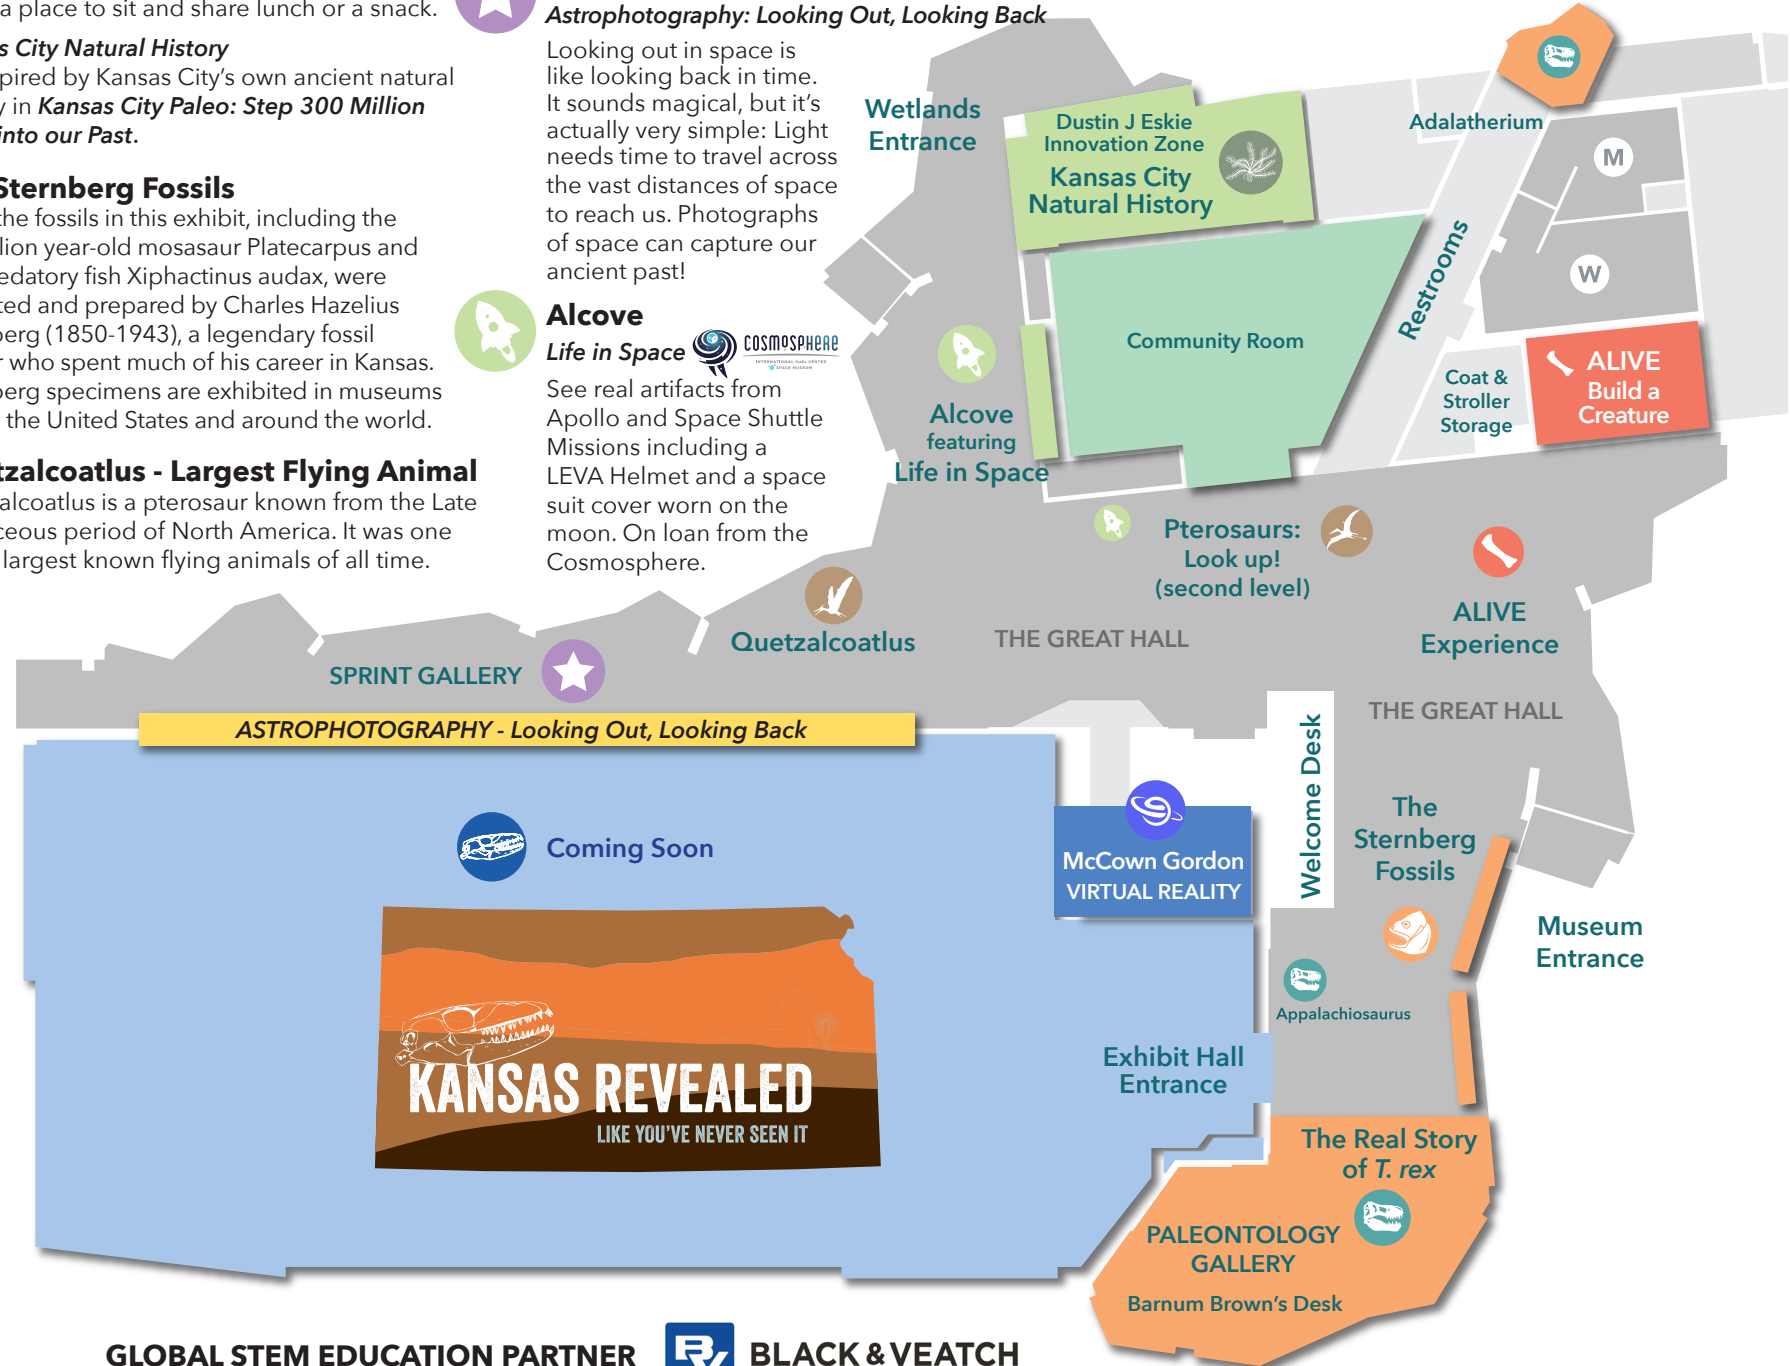 a place to sit and share lunch or a snack.
s City Natural History
pired by Kansas City's own ancient natural
y in Kansas City Paleo: Step 300 Million
into our Past.
Sternberg Fossils
the fossils in this exhibit, including the
lion year-old mosasaur Platecarpus and
edatory fish Xiphactinus audax, were
ted and prepared by Charles Hazelius
berg (1850-1943), a legendary fossil
r who spent much of his career in Kansas.
berg specimens are exhibited in museums
the United States and around the world.
tzalcoatlus - Largest Flying Animal
alcoatlus is a pterosaur known from the Late
ceous period of North America. It was one
largest known flying animals of all time.
Astrophotography: Looking Out, Looking Back
Looking out in space is
like looking back in time.
It sounds magical, but it's
actually very simple: Light
needs time to travel across
the vast distances of space
to reach us. Photographs
of space can capture our
ancient past!
Alcove
Life in Space
COSMOSPHERE
INTERNATIONAL SciEd CENTER
& SPACE MUSEUM
See real artifacts from
Apollo and Space Shuttle
Missions including a
LEVA Helmet and a space
suit cover worn on the
moon. On loan from the
Cosmosphere.
Wetlands
Entrance
Dustin J Eskie
Innovation Zone
Kansas City
Natural History
Adalatherium
M
W
Restrooms
Community Room
Coat &
Stroller
Storage
ALIVE
Build a
Creature
Alcove
featuring
Life in Space
Pterosaurs:
Look up!
(second level)
ALIVE
Experience
Quetzalcoatlus
THE GREAT HALL
SPRINT GALLERY
THE GREAT HALL
ASTROPHOTOGRAPHY - Looking Out, Looking Back
Welcome Desk
Coming Soon
McCown Gordon
VIRTUAL REALITY
The
Sternberg
Fossils
Museum
Entrance
Appalachiosaurus
KANSAS REVEALED
LIKE YOU'VE NEVER SEEN IT
Exhibit Hall
Entrance
The Real Story
of T. rex
PALEONTOLOGY
GALLERY
Barnum Brown's Desk
GLOBAL STEM EDUCATION PARTNER
BV BLACK & VEATCH